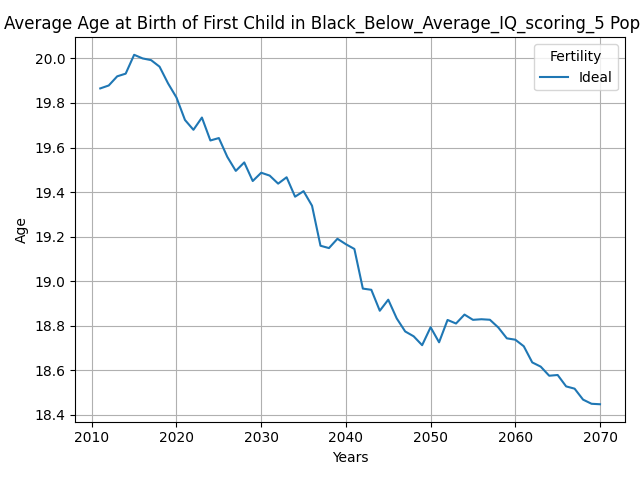 Average Age at Birth of First Child in Black_Below_Average_IQ_scoring_5 Pop
Fertility
Ideal
20.0
19.8
19.6
19.4
19.2
19.0
18.8
18.6
18.4
Age
2010 2020 2030 2040 2050 2060 2070
Years